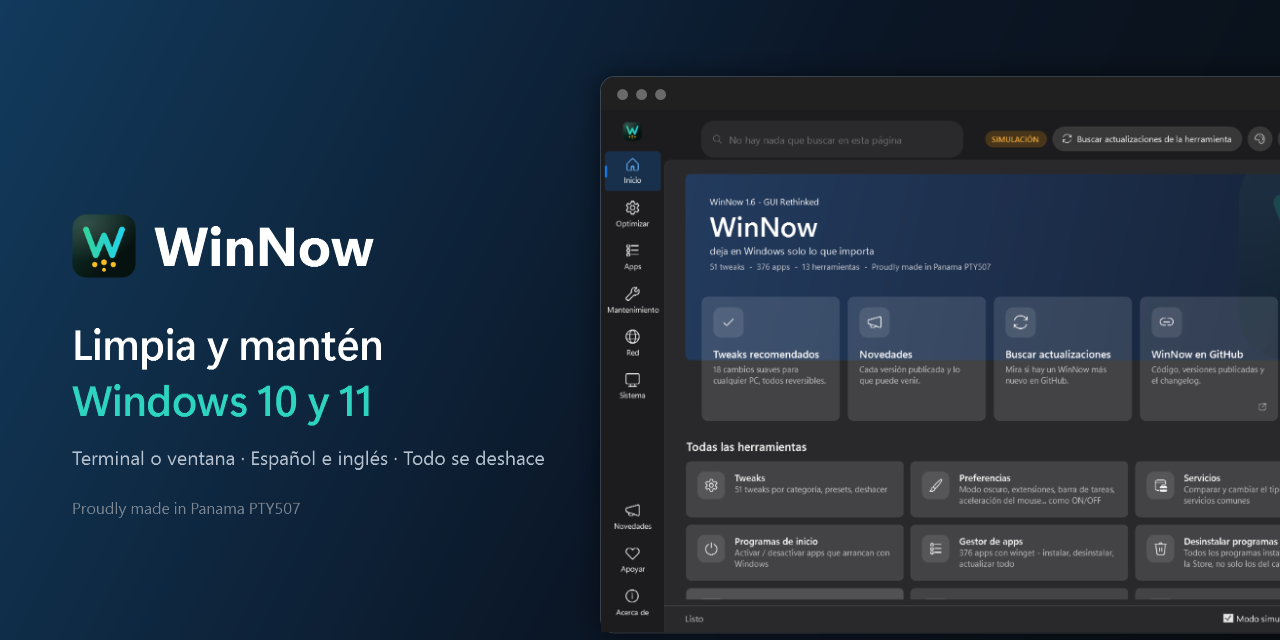 WinNow
Limpia y mantén
Windows 10 y 11
Terminal o ventana · Español e inglés · Todo se deshace
Proudly made in Panama PTY507
No hay nada que buscar en esta página
SIMULACIÓN
Buscar actualizaciones de la herramienta
Inicio
Optimizar
Apps
Mantenimiento
Red
Sistema
Novedades
Apoyar
Acerca de
WinNow 1.6 - GUI Rethinked
WinNow
deja en Windows solo lo que importa
51 tweaks - 376 apps - 13 herramientas - Proudly made in Panama PTY507
Tweaks recomendados
18 cambios suaves para
cualquier PC, todos reversibles.
Novedades
Cada versión publicada y lo
que puede venir.
Buscar actualizaciones
Mira si hay un WinNow más
nuevo en GitHub.
WinNow en GitHub
Código, versiones publicadas y
el changelog.
Todas las herramientas
Tweaks
51 tweaks por categoría, presets, deshacer
Preferencias
Modo oscuro, extensiones, barra de tareas,
aceleración del mouse... como ON/OFF
Servicios
Comparar y cambiar el tip
servicios comunes
Programas de inicio
Activar / desactivar apps que arrancan con
Windows
Gestor de apps
376 apps con winget - instalar, desinstalar,
actualizar todo
Desinstalar programas
Todos los programas insta
la Store, no solo los del ca
Listo
Modo simu